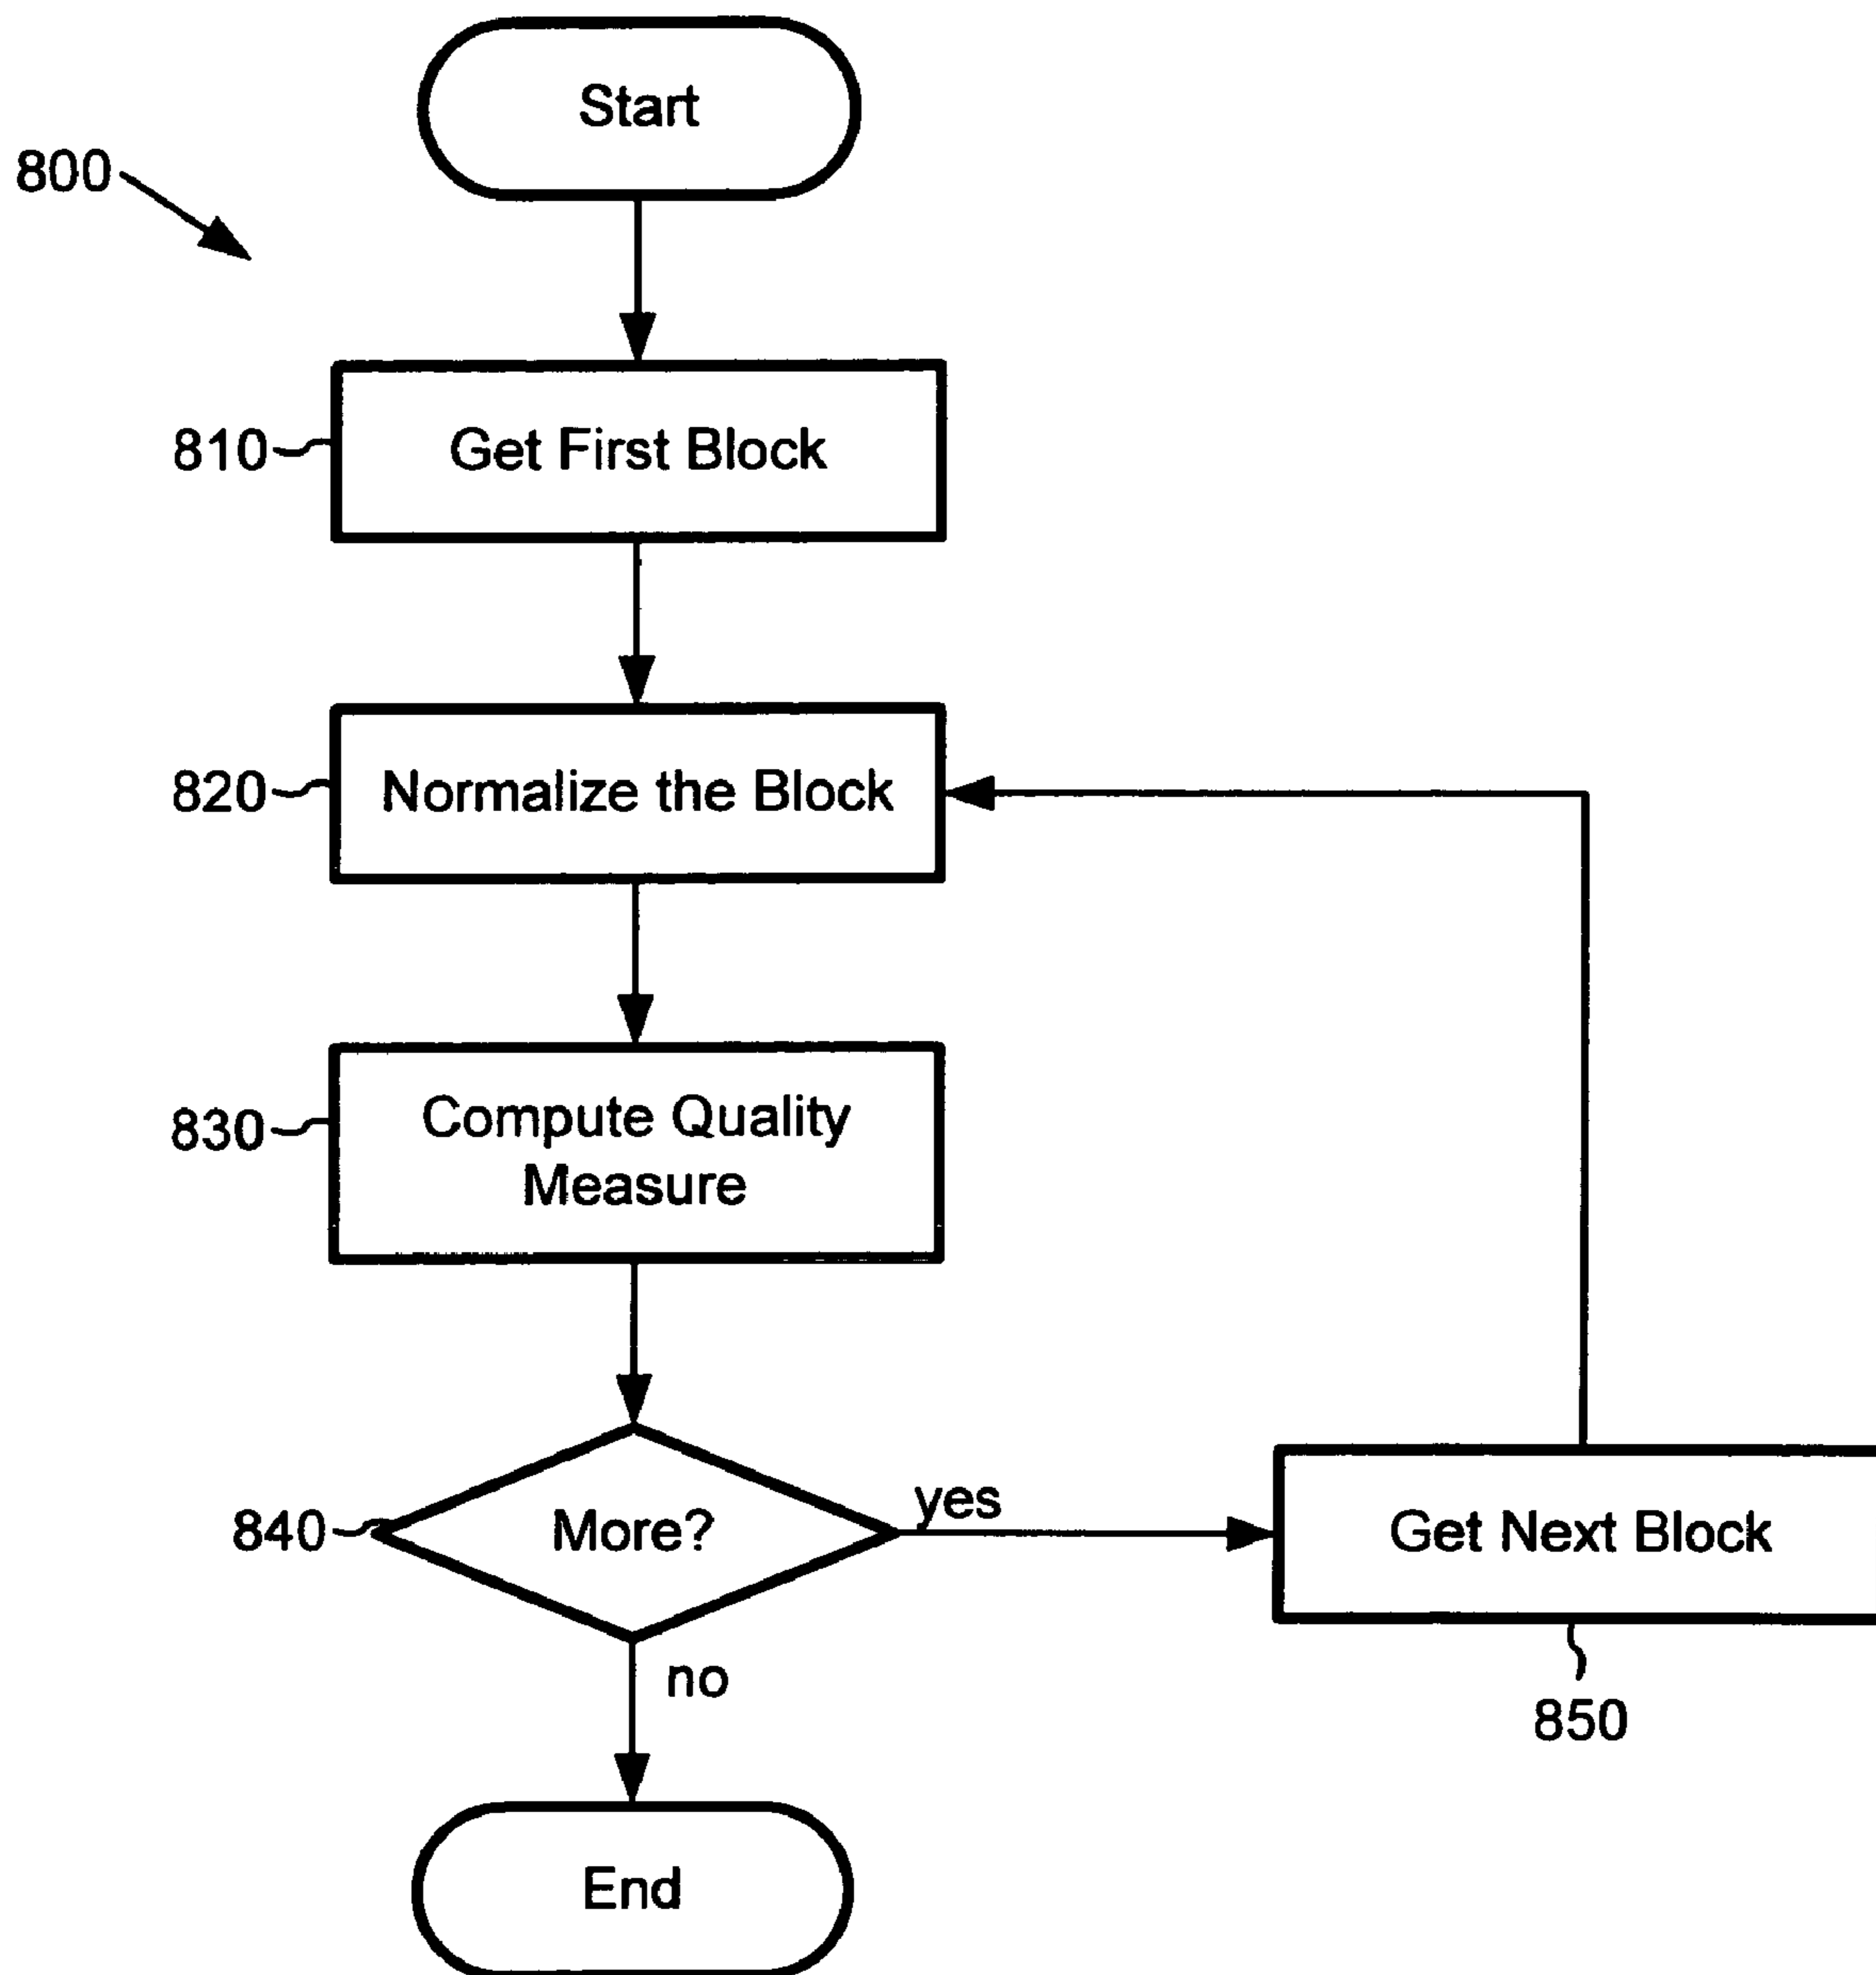 Start
800
810
Get First Block
820
Normalize the Block
830
Compute Quality
Measure
840
More?
yes
Get Next Block
no
850
End